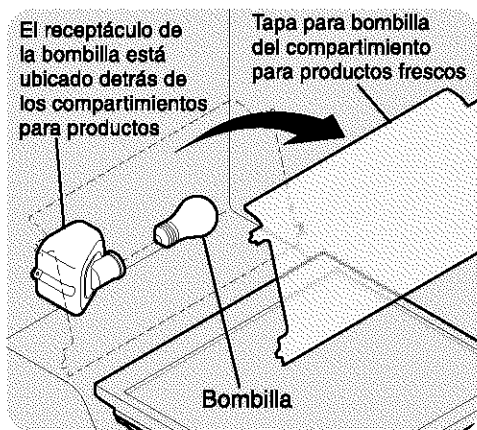 El receptáculo de
la bombilla está
ubicado detrás de
los compartimientos
para productos
Tapa para bombilla
del compartimiento
para productos frescos
Bombilla